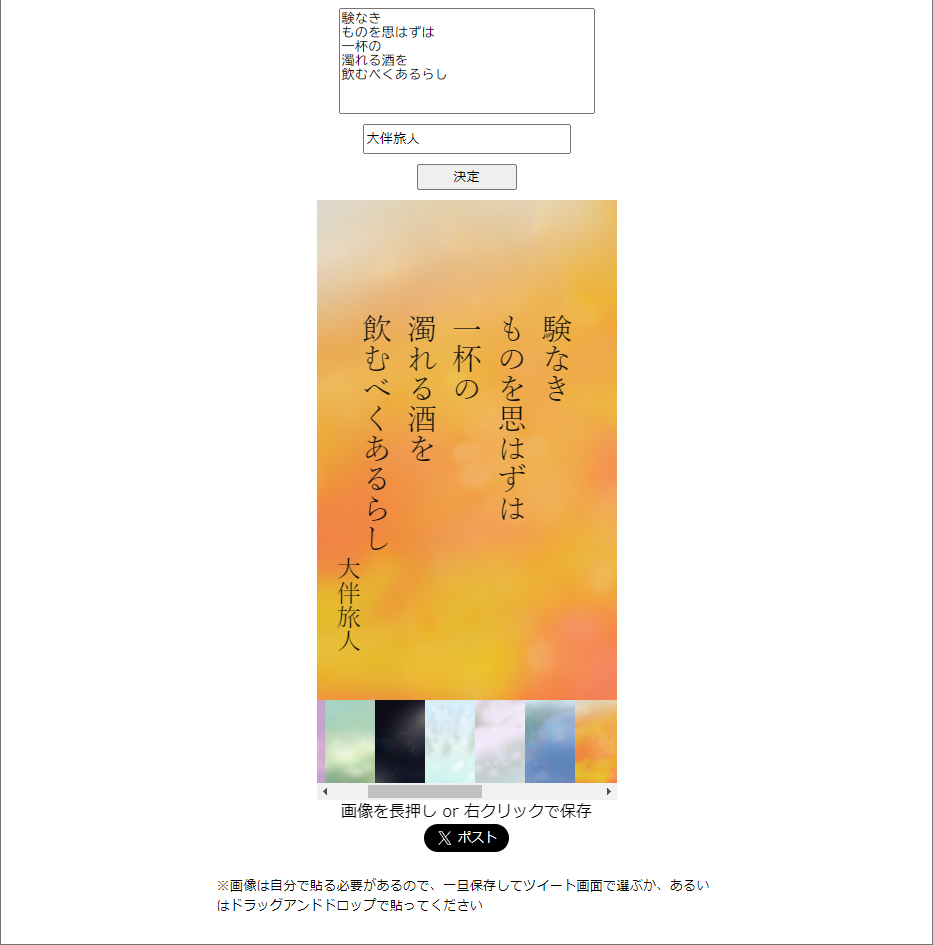 験なき
ものを思はずは
一杯の
濁れる酒を
飲むべくあるらし
大伴旅人
決定
験なき
ものを思はずは
一杯の
濁れる酒を
飲むべくあるらし
大伴旅人
画像を長押し or 右クリックで保存
X ポスト
※画像は自分で貼る必要があるので、一旦保存してツイート画面で選ぶか、あるい
はドラッグアンドドロップで貼ってください